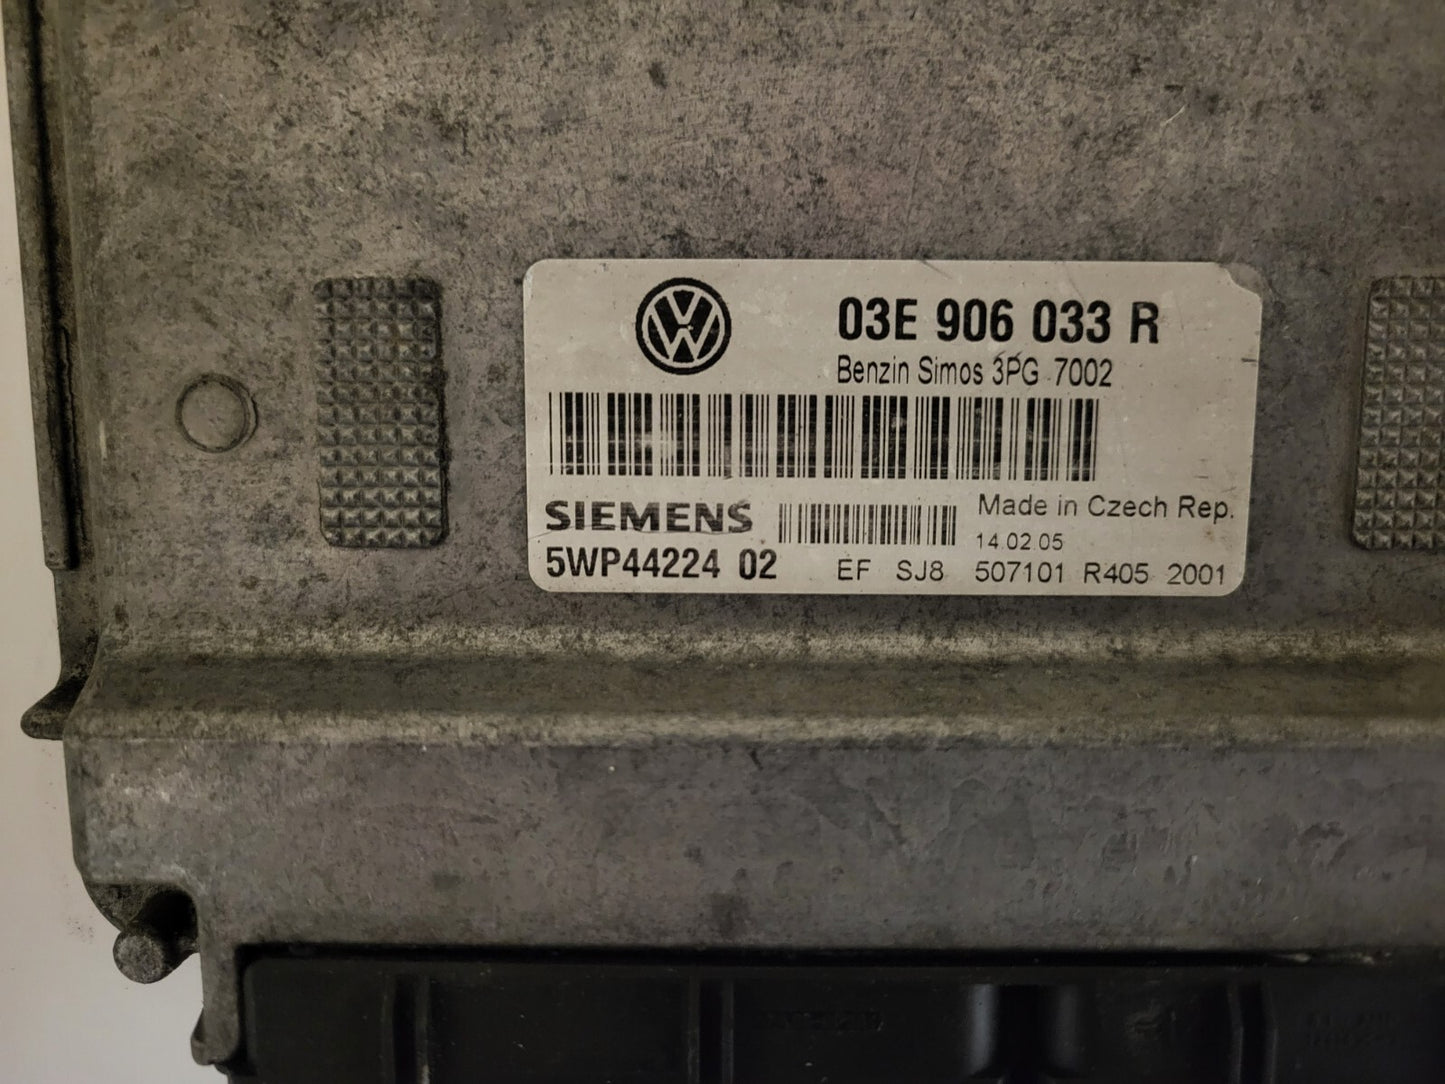 03E 906 033 R
Benzin Simos 3PG 7002
SIEMENS
Made in Czech Rep.
14.02.05
5WP44224 02
EF SJ8 507101 R405 2001